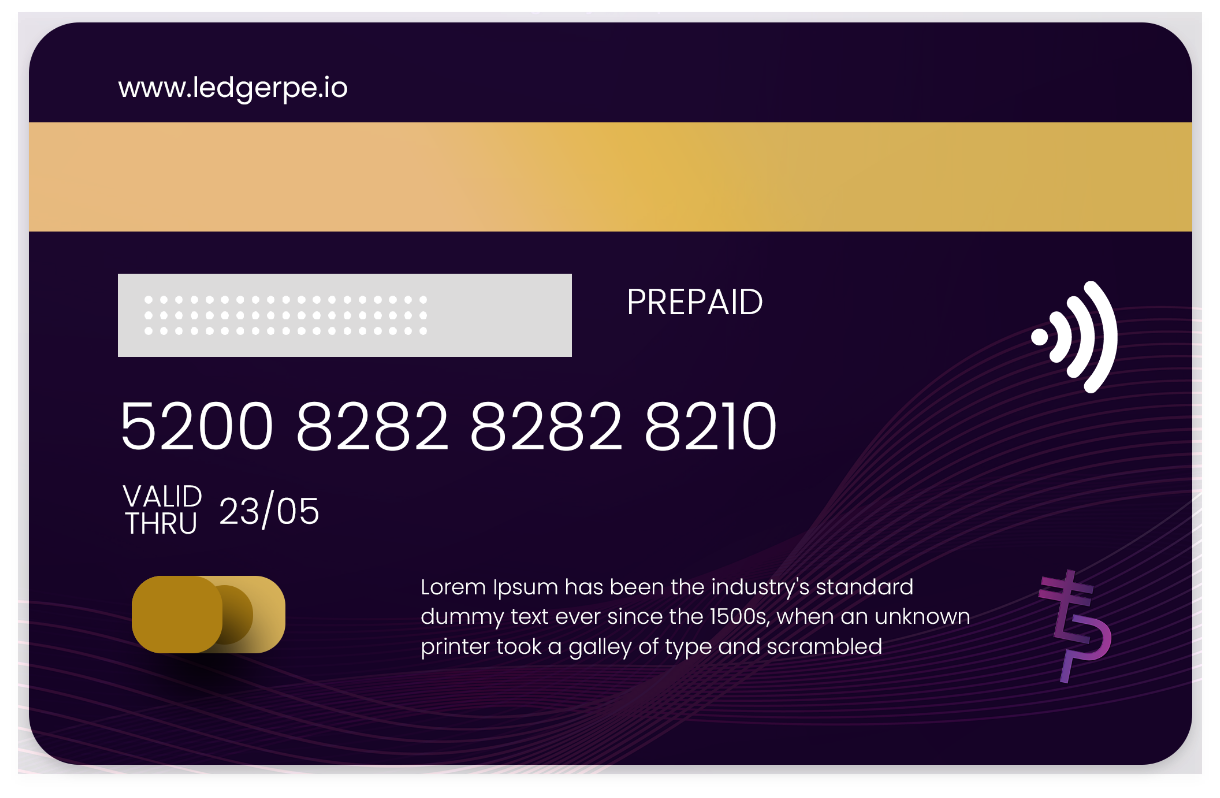 www.ledgerpe.io
PREPAID
5200 8282 8282 8210
VALID
THRU 23/05
Lorem Ipsum has been the industry's standard
dummy text ever since the 1500s, when an unknown
printer took a galley of type and scrambled